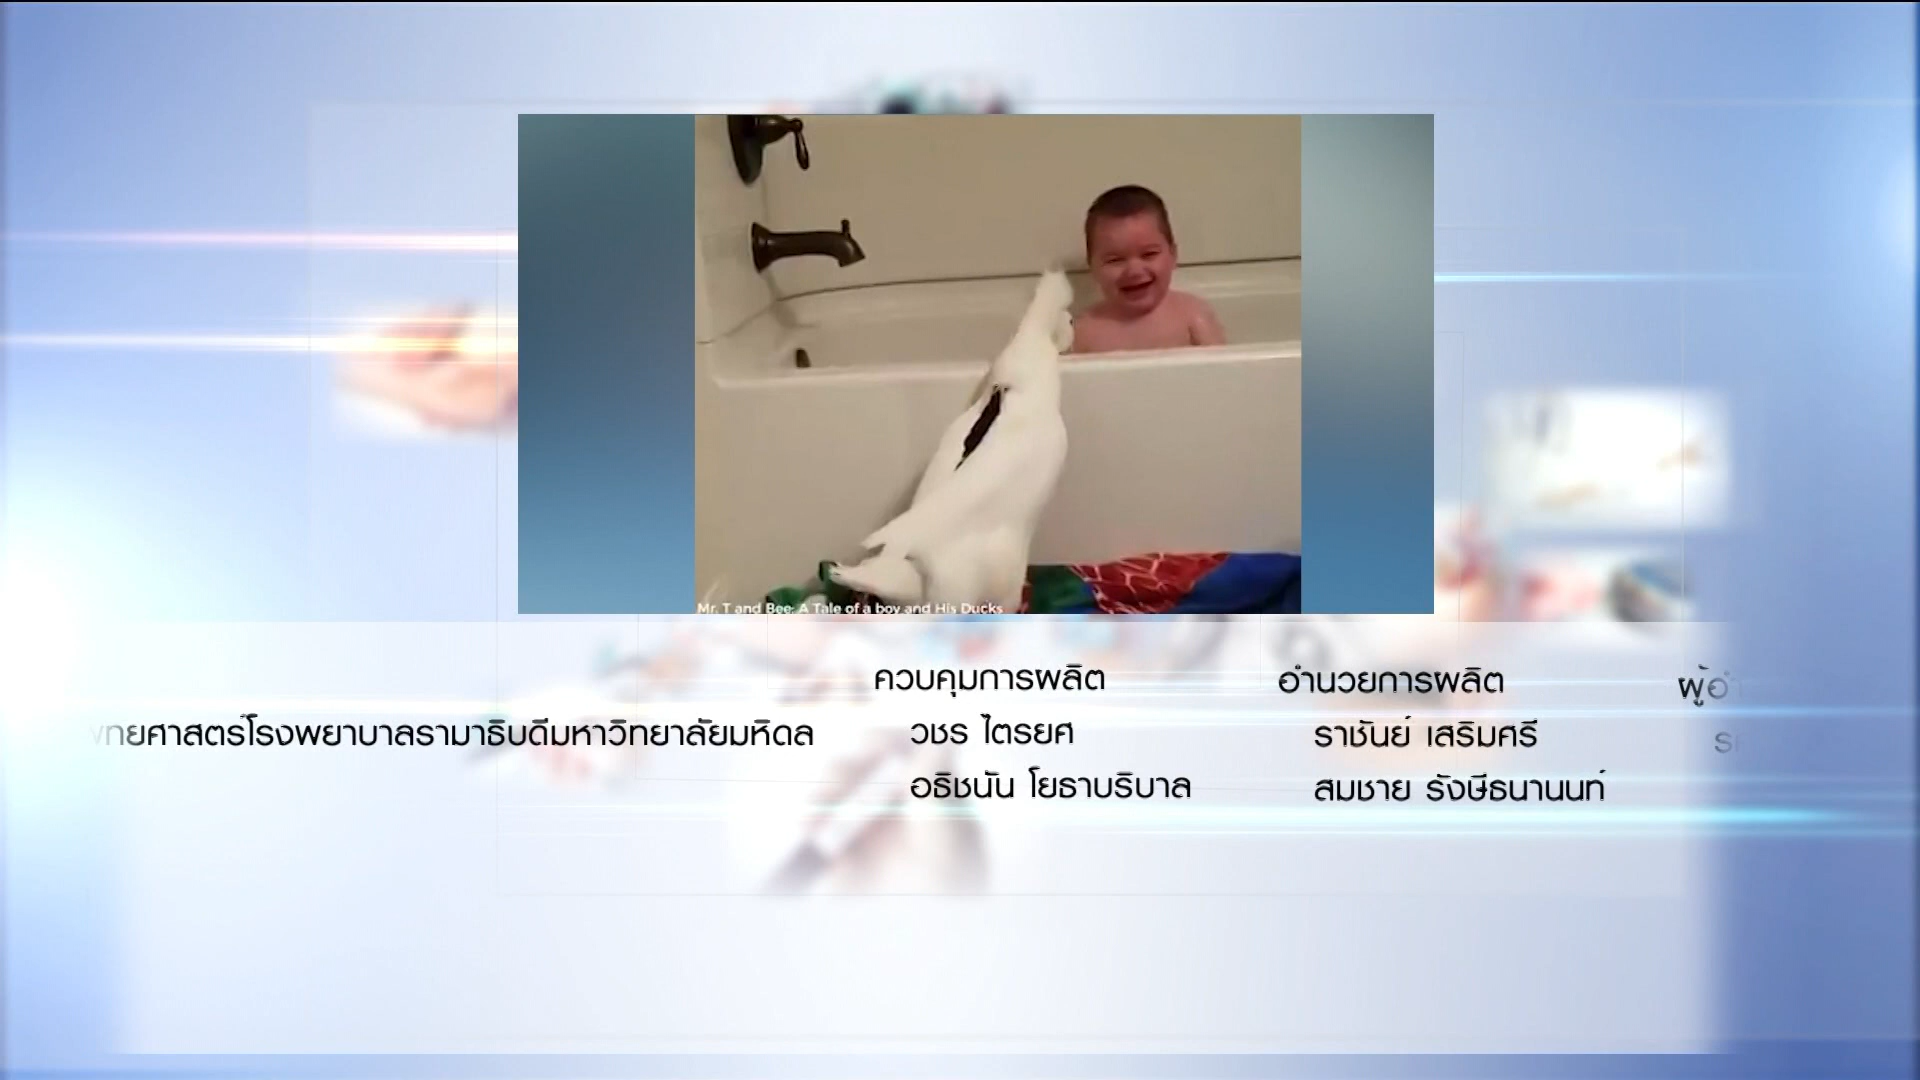 Mr. T and Bee: A Tale of a boy and His Ducks
ควบคุมการผลิต
อำนวยการผลิต
ทยศาสตร์โรงพยาบาลรามาธิบดีมหาวิทยาลัยมหิดล
วชร ไตรยศ
ราชันย์ เสริมศรี
อธิชนัน โยธาบริบาล
สมชาย รังษีธนานนท์